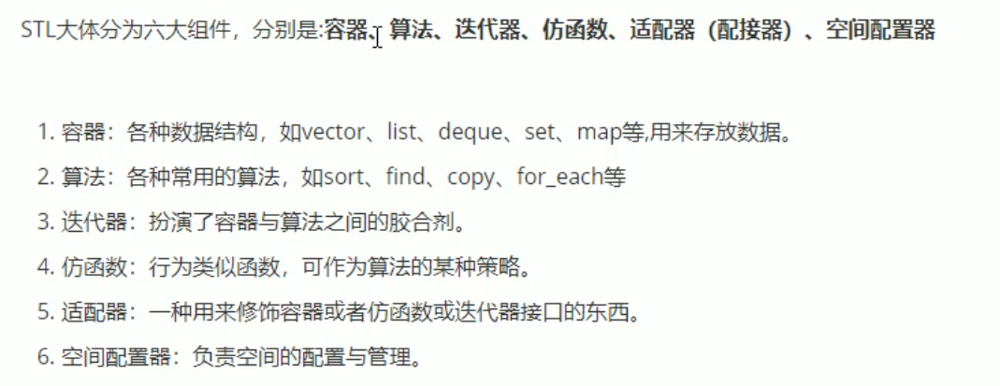 STL大体分为六大组件，分别是:容器、算法、迭代器、仿函数、适配器（配接器）、空间配置器
1. 容器：各种数据结构，如vector、list、deque、set、map等,用来存放数据。
2. 算法：各种常用的算法，如sort、find、copy、for_each等
3. 迭代器：扮演了容器与算法之间的胶合剂。
4. 仿函数：行为类似函数，可作为算法的某种策略。
5. 适配器：一种用来修饰容器或者仿函数或迭代器接口的东西。
6. 空间配置器：负责空间的配置与管理。